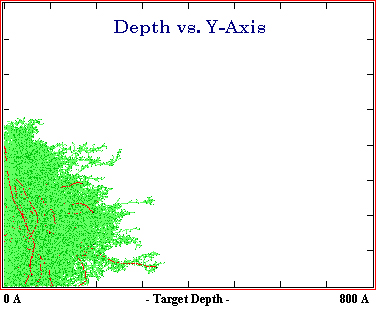 Depth vs. Y-Axis
0 A - Target Depth - 800 A